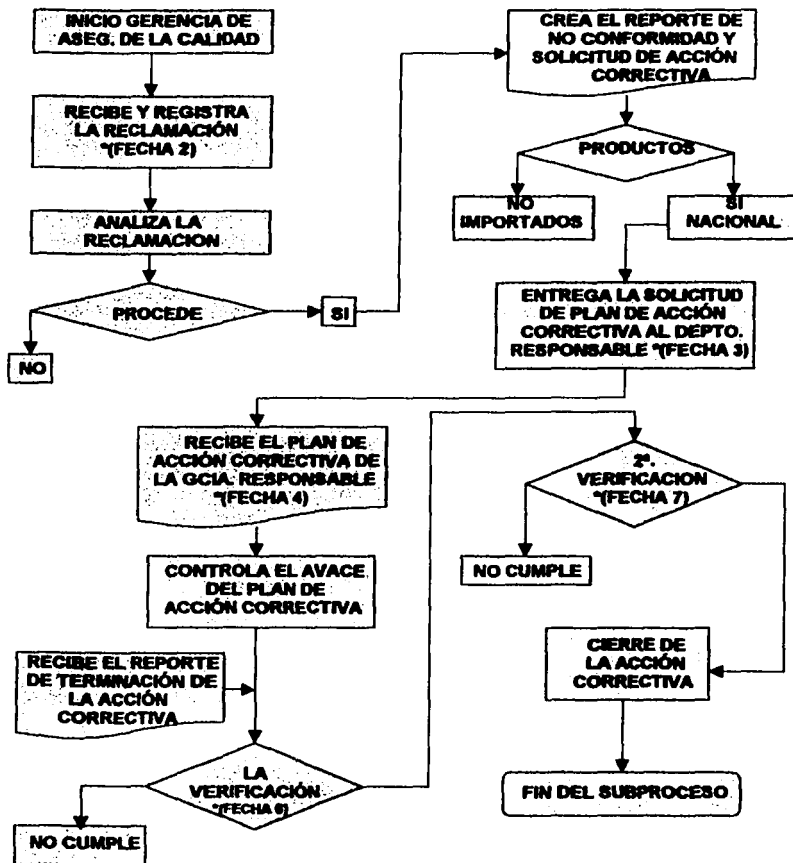 INICIO GERENCIA DE
ASEG. DE LA CALIDAD
RECIBE Y REGISTRA
LA RECLAMACIÓN
*(FECHA 2)
ANALIZA LA
RECLAMACION
PROCEDE
SI
NO
CREA EL REPORTE DE
NO CONFORMIDAD Y
SOLICITUD DE ACCIÓN
CORRECTIVA
PRODUCTOS
NO
IMPORTADOS
SI
NACIONAL
ENTREGA LA SOLICITUD
DE PLAN DE ACCIÓN
CORRECTIVA AL DEPTO.
RESPONSABLE *(FECHA 3)
RECIBE EL PLAN DE
ACCIÓN CORRECTIVA DE
LA GCIA. RESPONSABLE
*(FECHA 4)
CONTROLA EL AVACE
DEL PLAN DE
ACCIÓN CORRECTIVA
RECIBE EL REPORTE
DE TERMINACIÓN DE
LA ACCIÓN
CORRECTIVA
LA
VERIFICACIÓN
*(FECHA 6)
NO CUMPLE
2ª.
VERIFICACION
*(FECHA 7)
NO CUMPLE
CIERRE DE
LA ACCIÓN
CORRECTIVA
FIN DEL SUBPROCESO